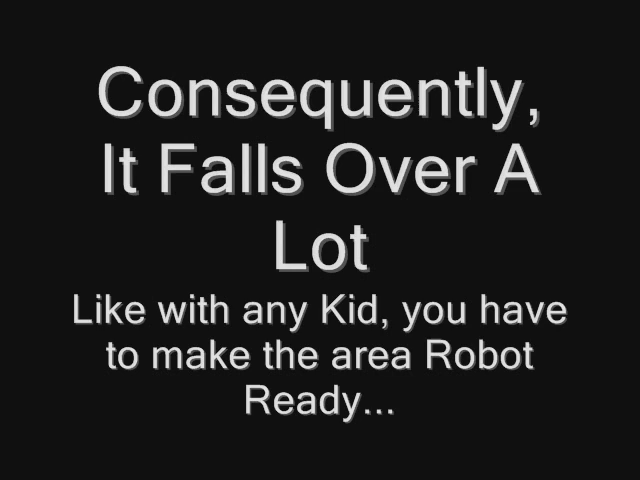 Consequently,
It Falls Over A
Lot
Like with any Kid, you have
to make the area Robot
Ready...